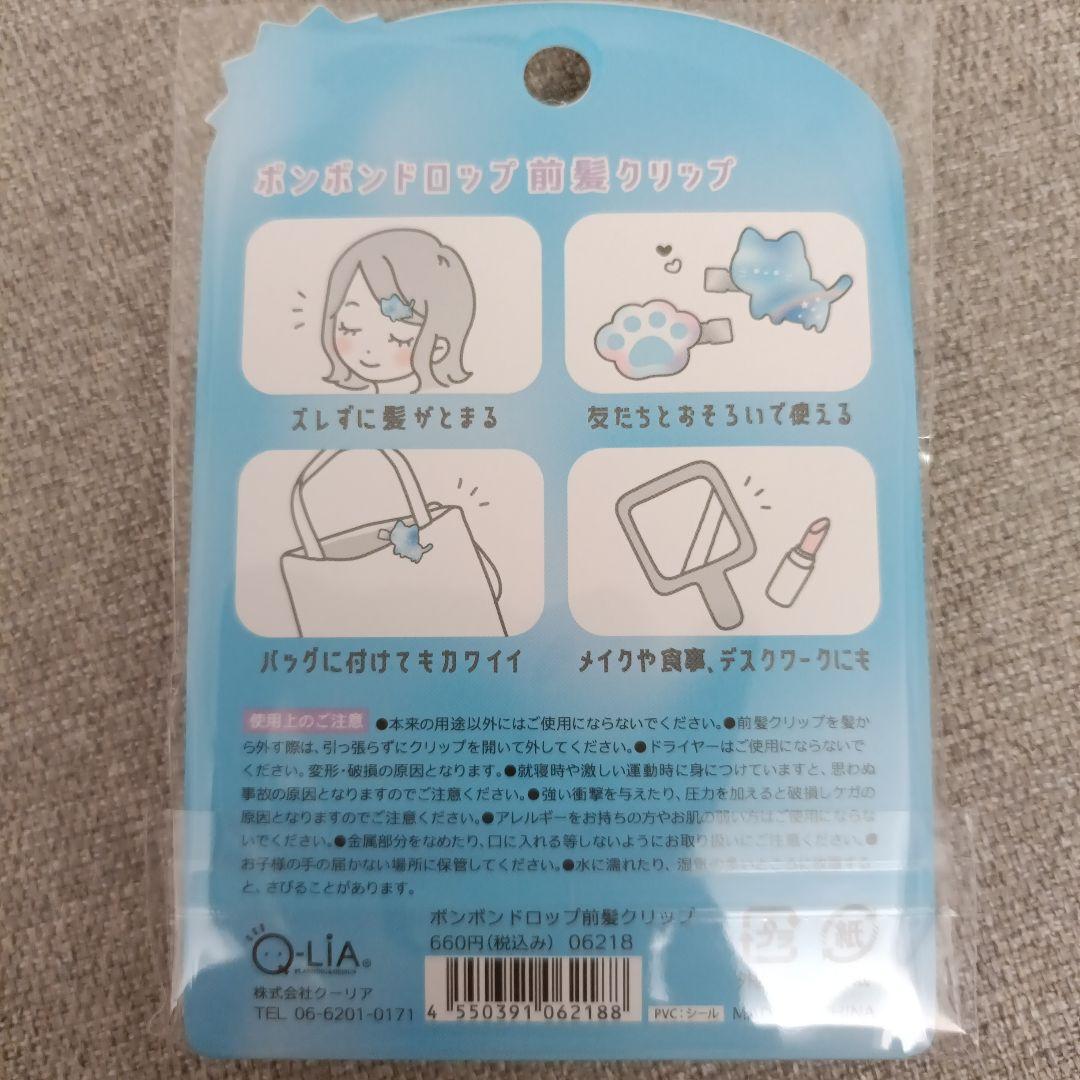 ボンボンドロップ 前髪クリップ
ズレずに髪がとまる
友だちとおそろいで使える
バッグに付けてもカワイイ
メイクや食事、デスクワークにも
使用上のご注意 ●本来の用途以外にはご使用にならないでください。●前髪クリップを髪か
ら外す際は、引っ張らずにクリップを開いて外してください。●ドライヤーはご使用にならないで
ください。変形・破損の原因となります。●就寝時や激しい運動時に身につけていますと、思わぬ
事故の原因となりますのでご注意ください。●強い衝撃を与えたり、圧力を加えると破損しケガの
原因となりますのでご注意ください。●アレルギーをお持ちの方やお肌の弱い方はご使用にならな
いでください。●金属部分をなめたり、口に入れる等しないようにお取り扱いにご注意ください。●
お子様の手の届かない場所に保管してください。●水に濡れたり、湿気の
と、さびることがあります。
ボンボンドロップ前髪クリップ
660円(税込み) 06218
Q-LiA®
株式会社クーリア
TEL 06-6201-0171
4 550391 062188
PVC:シール
プラ
紙